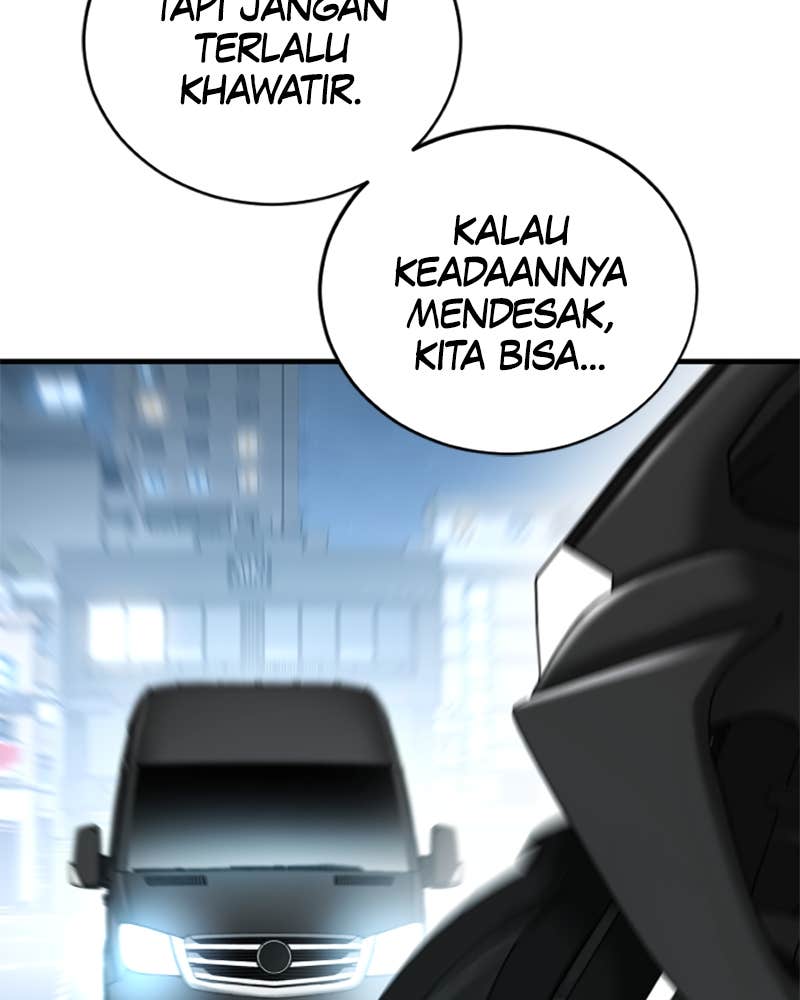 TAPI JANGAN
TERLALU
KHAWATIR.
KALAU
KEADAANNYA
MENDESAK,
KITA BISA...